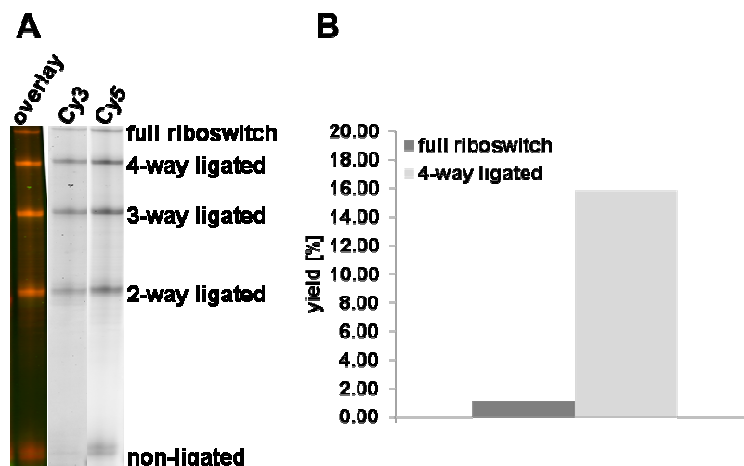 A
overlay
Cy3
Cy5
full riboswitch
4-way ligated
3-way ligated
2-way ligated
non-ligated
B
yield [%]
20.00
18.00
16.00
14.00
12.00
10.00
8.00
6.00
4.00
2.00
0.00
full riboswitch
4-way ligated